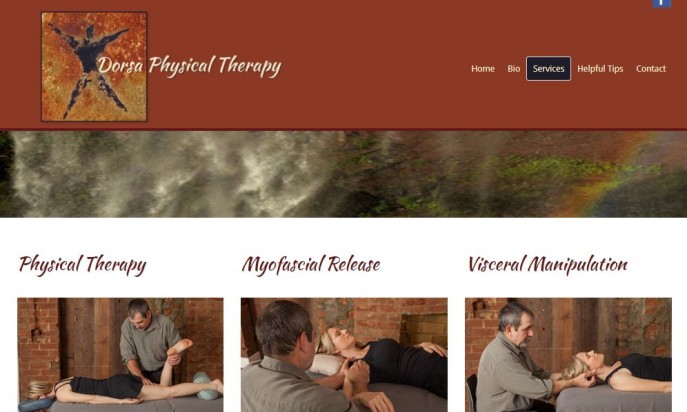 Dorsa Physical Therapy
Home Bio Services Helpful Tips Contact
Physical Therapy Myofascial Release Visceral Manipulation